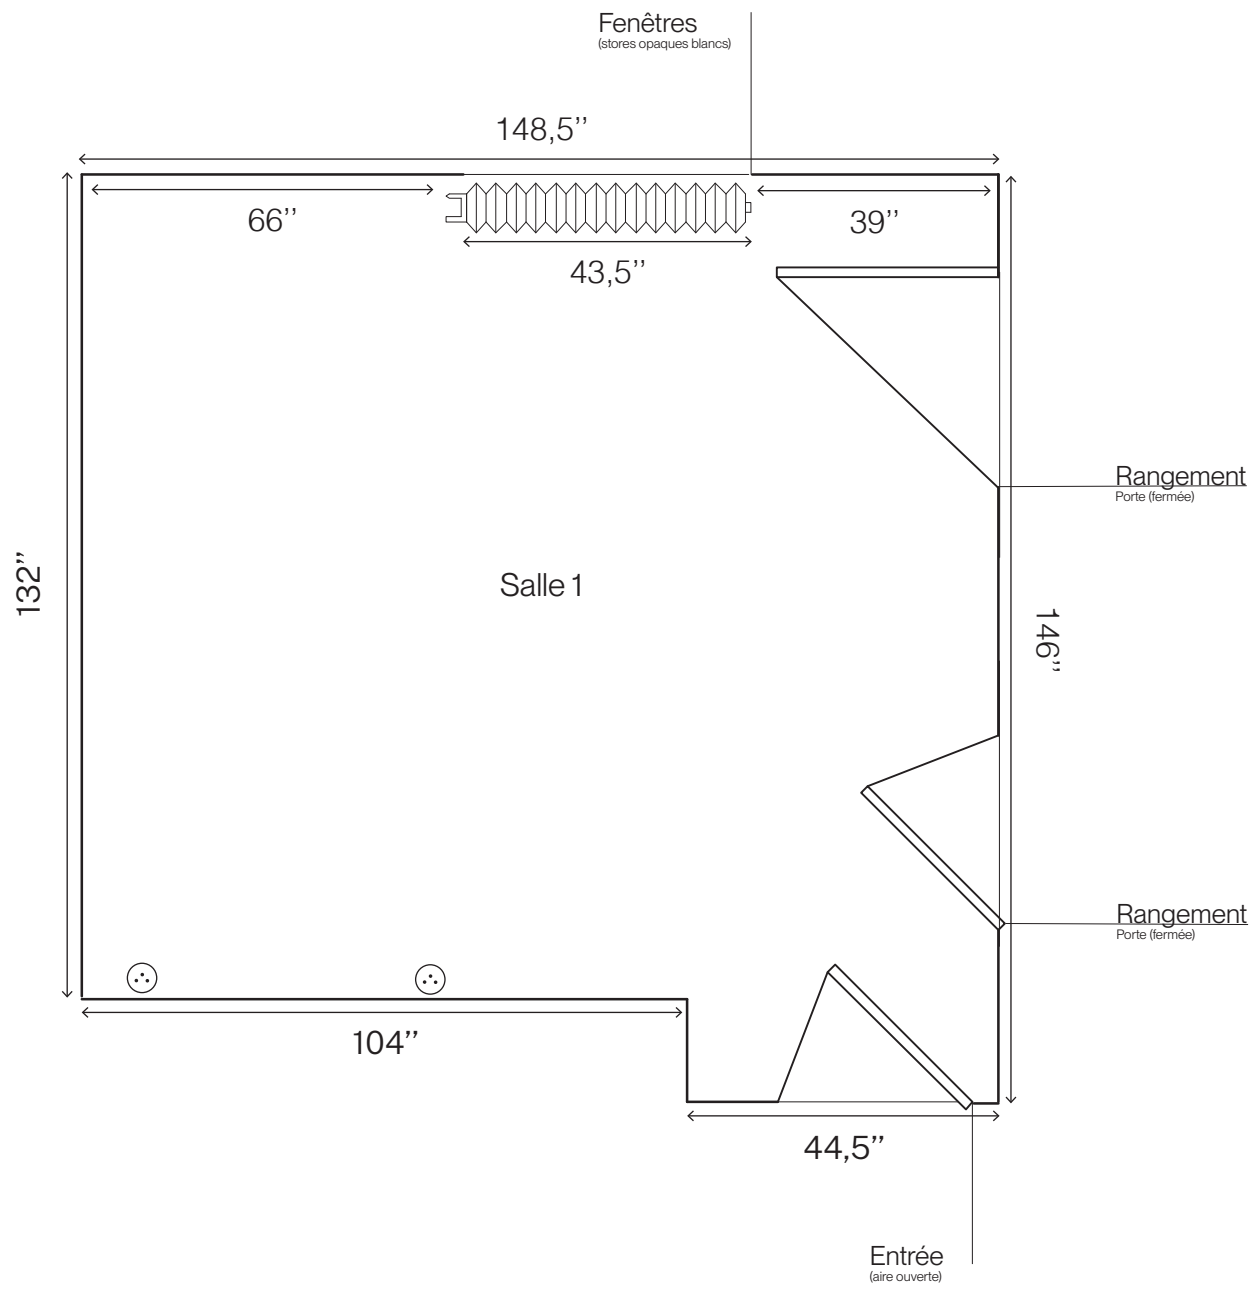 Fenêtres
(stores opaques blancs)
148,5’’
66’’
39’’
43,5’’
Rangement
Porte (fermée)
132’’
Salle 1
146’’
Rangement
Porte (fermée)
104’’
44,5’’
Entrée
(aire ouverte)